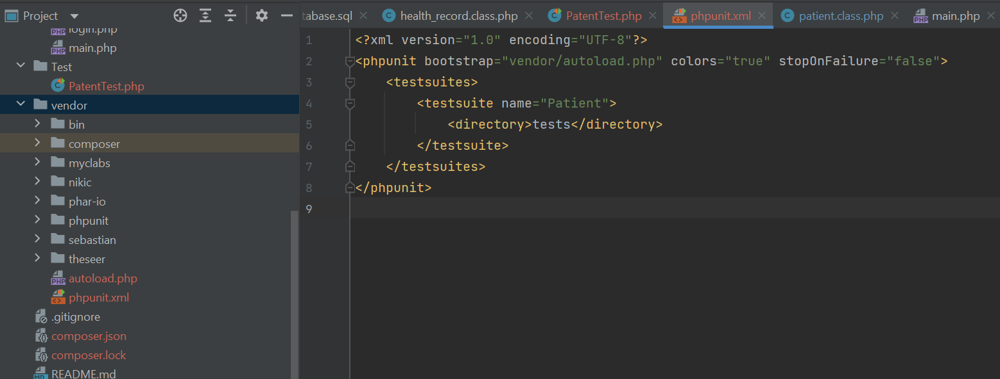 Project
tabase.sql
health_record.class.php
PatentTest.php
phpunit.xml
patient.class.php
main.php
PHP login.php
PHP main.php
Test
C PatentTest.php
vendor
bin
composer
myclabs
nikic
phar-io
phpunit
sebastian
theseer
PHP autoload.php
<> phpunit.xml
.gitignore
composer.json
composer.lock
MD README.md
1 <?xml version="1.0" encoding="UTF-8"?>
2 <phpunit bootstrap="vendor/autoload.php" colors="true" stopOnFailure="false">
3 <testsuites>
4 <testsuite name="Patient">
5 <directory>tests</directory>
6 </testsuite>
7 </testsuites>
8 </phpunit>
9